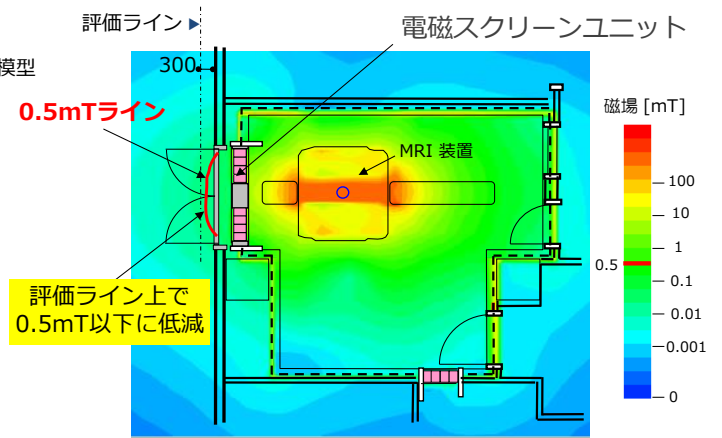 評価ライン
電磁スクリーンユニット
模型
300
0.5mTライン
磁場 [mT]
MRI 装置
100
10
1
0.5
0.1
0.01
0.001
0
評価ライン上で
0.5mT以下に低減